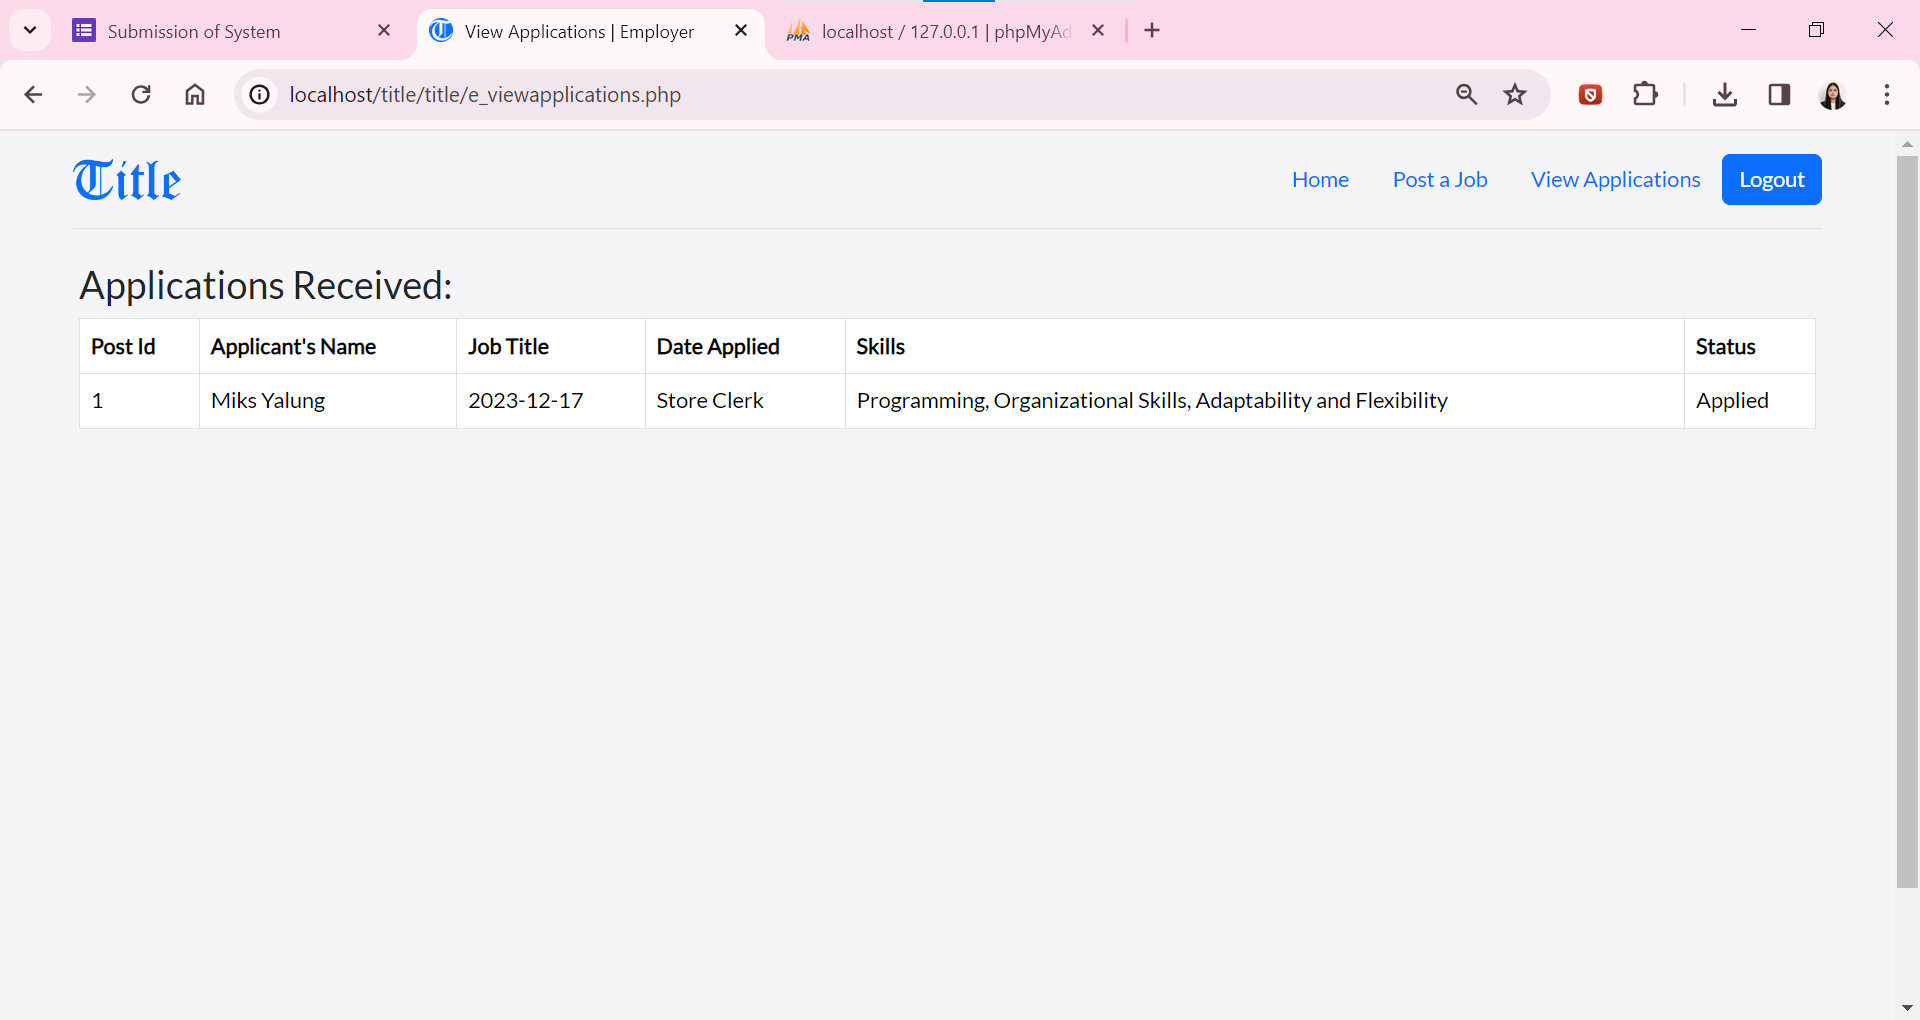 Submission of System
View Applications | Employer
localhost / 127.0.0.1 | phpMyAd
localhost/title/title/e_viewapplications.php
Title
Home
Post a Job
View Applications
Logout
Applications Received:
Post Id Applicant's Name Job Title Date Applied Skills Status
1 Miks Yalung 2023-12-17 Store Clerk Programming, Organizational Skills, Adaptability and Flexibility Applied